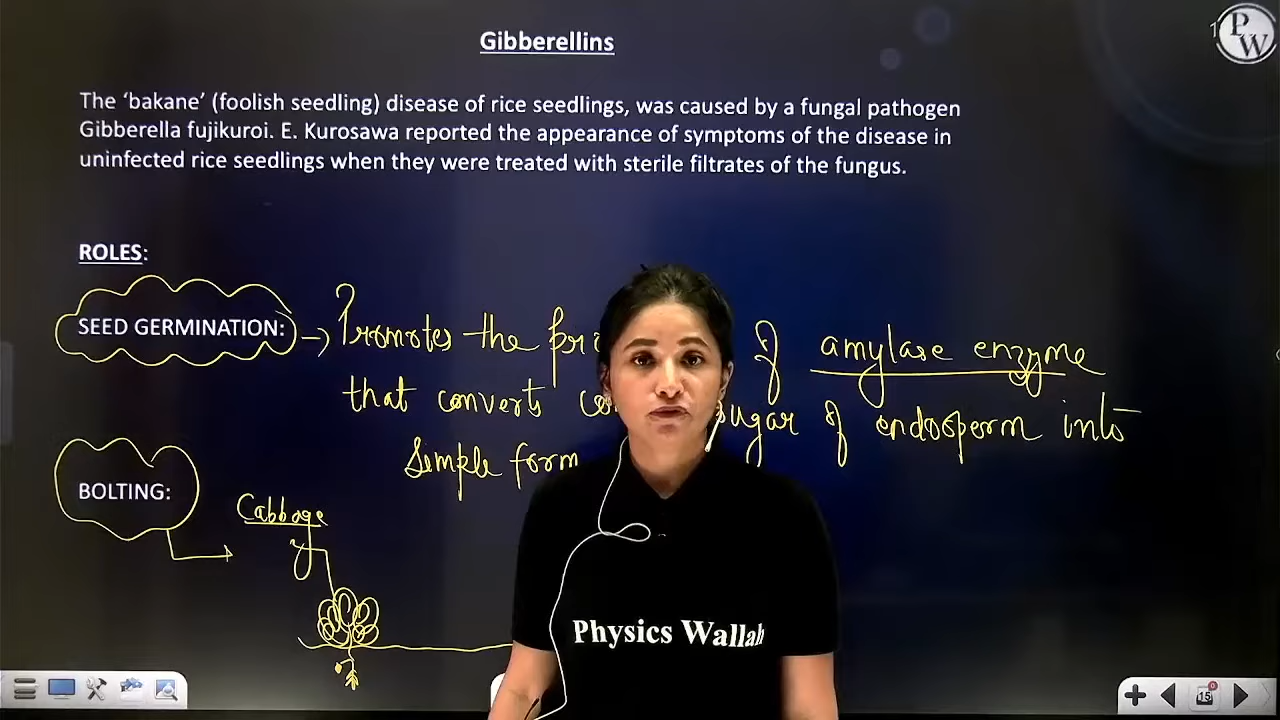 Gibberellins
PW
The ‘bakane’ (foolish seedling) disease of rice seedlings, was caused by a fungal pathogen
Gibberella fujikuroi. E. Kurosawa reported the appearance of symptoms of the disease in
uninfected rice seedlings when they were treated with sterile filtrates of the fungus.
ROLES:
SEED GERMINATION: → Promotes the of amylase enzyme
that converts sugar of endosperm into
simple form
BOLTING:
Cabbage
Physics Wallah
15